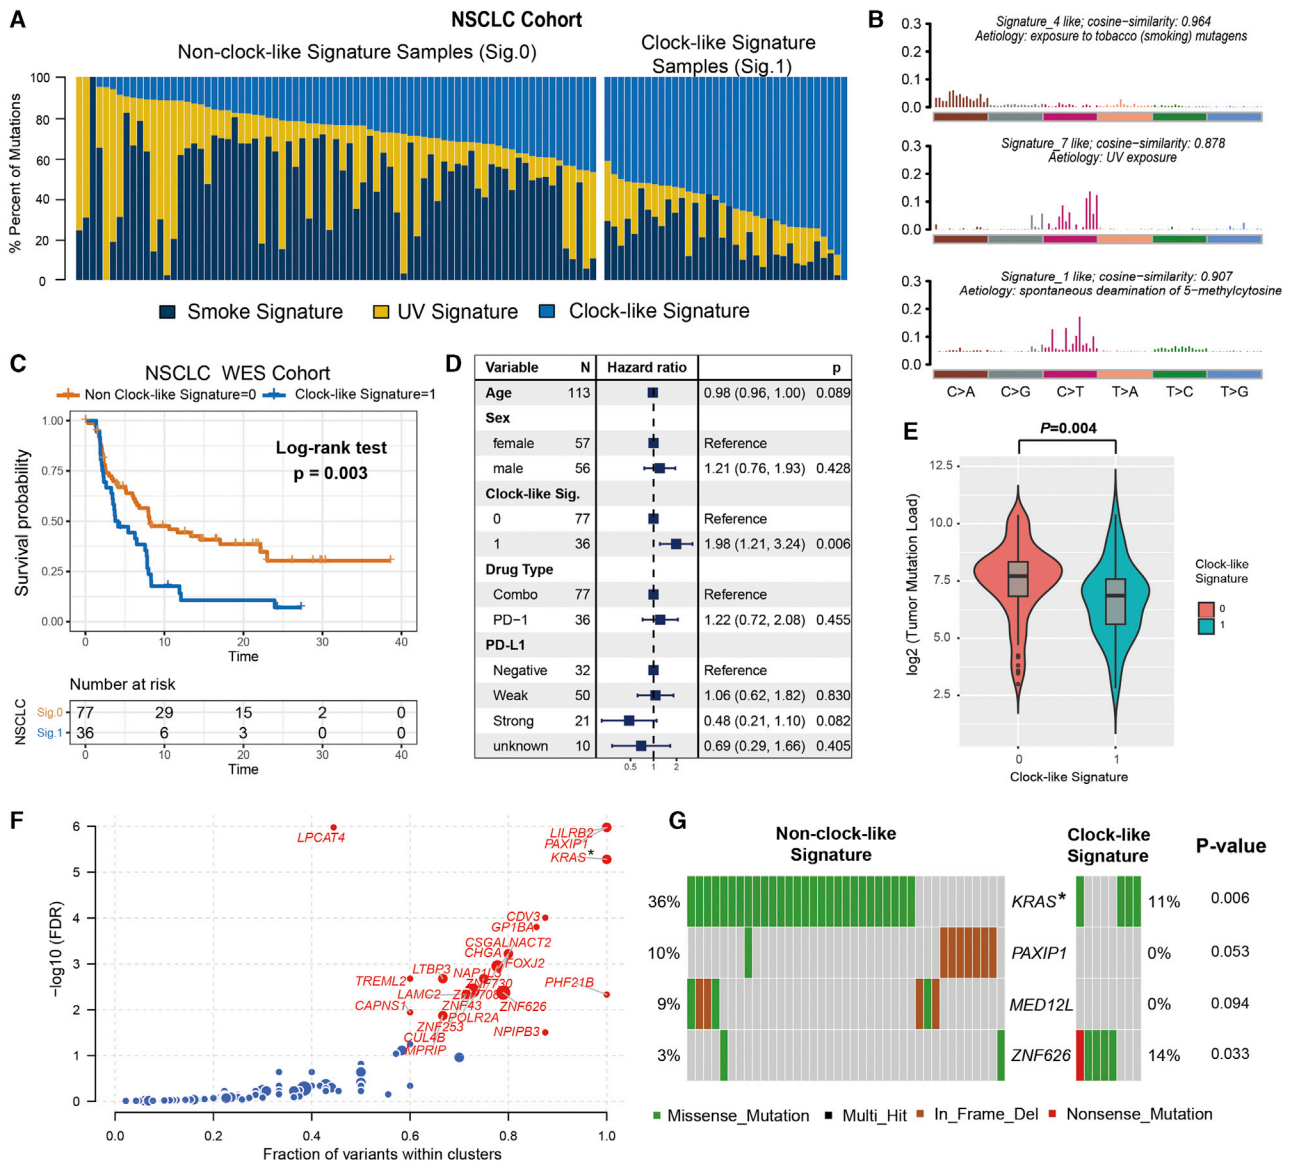 A
NSCLC Cohort
Non-clock-like Signature Samples (Sig.0)
Clock-like Signature
Samples (Sig.1)
% Percent of Mutations
100
80
60
40
20
0
Smoke Signature
UV Signature
Clock-like Signature
B
Signature_4 like; cosine−similarity: 0.964
Aetiology: exposure to tobacco (smoking) mutagens
0.3
0.2
0.1
0.0
Signature_7 like; cosine−similarity: 0.878
Aetiology: UV exposure
0.3
0.2
0.1
0.0
Signature_1 like; cosine−similarity: 0.907
Aetiology: spontaneous deamination of 5−methylcytosine
0.3
0.2
0.1
0.0
C>A C>G C>T T>A T>C T>G
C
NSCLC WES Cohort
Non Clock-like Signature=0 Clock-like Signature=1
Log-rank test
p = 0.003
Survival probability
1.00
0.75
0.50
0.25
0.00
0 10 20 30 40
Time
Number at risk
NSCLC
Sig.0 77 29 15 2 0
Sig.1 36 6 3 0 0
0 10 20 30 40
Time
D
Variable N Hazard ratio p
Age 113 0.98 (0.96, 1.00) 0.089
Sex
female 57 Reference
male 56 1.21 (0.76, 1.93) 0.428
Clock-like Sig.
0 77 Reference
1 36 1.98 (1.21, 3.24) 0.006
Drug Type
Combo 77 Reference
PD−1 36 1.22 (0.72, 2.08) 0.455
PD-L1
Negative 32 Reference
Weak 50 1.06 (0.62, 1.82) 0.830
Strong 21 0.48 (0.21, 1.10) 0.082
unknown 10 0.69 (0.29, 1.66) 0.405
0.5 1 2
E
P=0.004
log2 (Tumor Mutation Load)
12.5
10.0
7.5
5.0
2.5
0 1
Clock-like Signature
Clock-like
Signature
0
1
F
−log10 (FDR)
6
5
4
3
2
1
0
LPCAT4
LILRB2
PAXIP1
KRAS*
CDV3
GP1BA
CSGALNACT2
CHGA
FOXJ2
LTBP3
NAP1L3
TREML2
ZNF730
PHF21B
LAMC2
ZNF708
CAPNS1
ZNF43
ZNF626
POLR2A
ZNF253
NPIPB3
CUL4B
MPRIP
0.0 0.2 0.4 0.6 0.8 1.0
Fraction of variants within clusters
G
Non-clock-like
Signature
Clock-like
Signature
P-value
36% KRAS* 11% 0.006
10% PAXIP1 0% 0.053
9% MED12L 0% 0.094
3% ZNF626 14% 0.033
Missense_Mutation
Multi_Hit
In_Frame_Del
Nonsense_Mutation